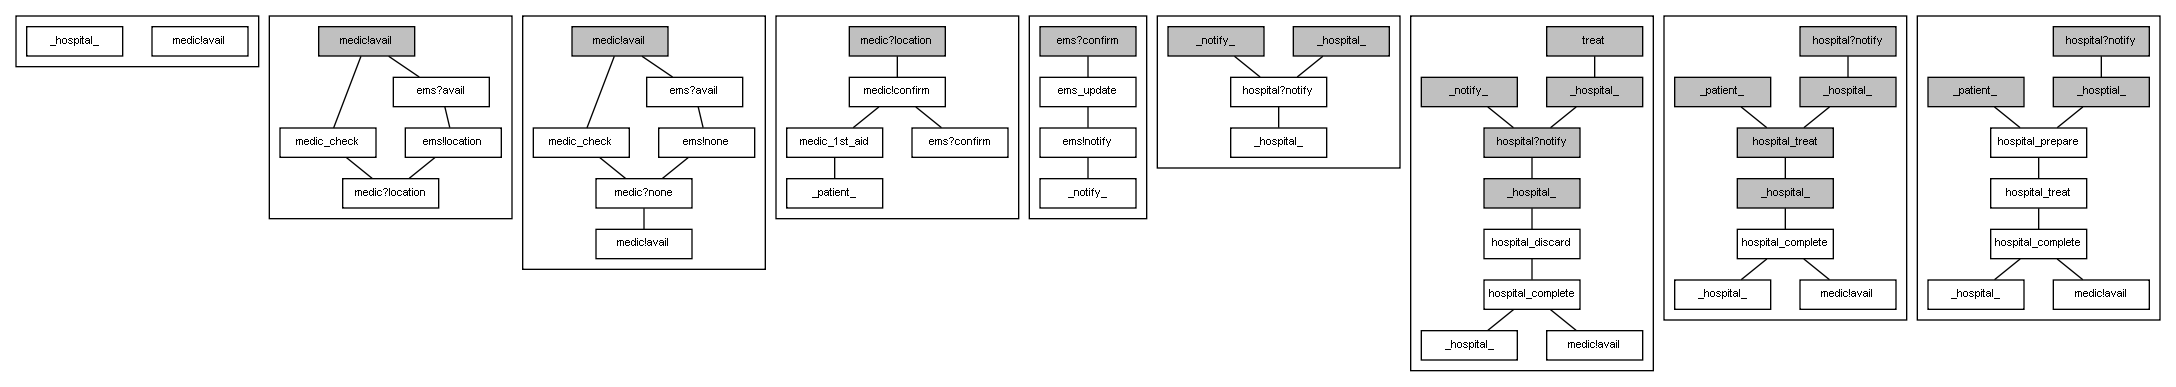 _hospital_
medic!avail
medic!avail
ems?avail
medic_check
ems!location
medic?location
medic!avail
ems?avail
medic_check
ems!none
medic?none
medic!avail
medic?location
medic!confirm
medic_1st_aid
ems?confirm
_patient_
ems?confirm
ems_update
ems!notify
_notify_
_notify_
_hospital_
hospital?notify
_hospital_
treat
_notify_
_hospital_
hospital?notify
_hospital_
hospital_discard
hospital_complete
_hospital_
medic!avail
hospital?notify
_patient_
_hospital_
hospital_treat
_hospital_
hospital_complete
_hospital_
medic!avail
hospital?notify
_patient_
_hosptial_
hospital_prepare
hospital_treat
hospital_complete
_hospital_
medic!avail